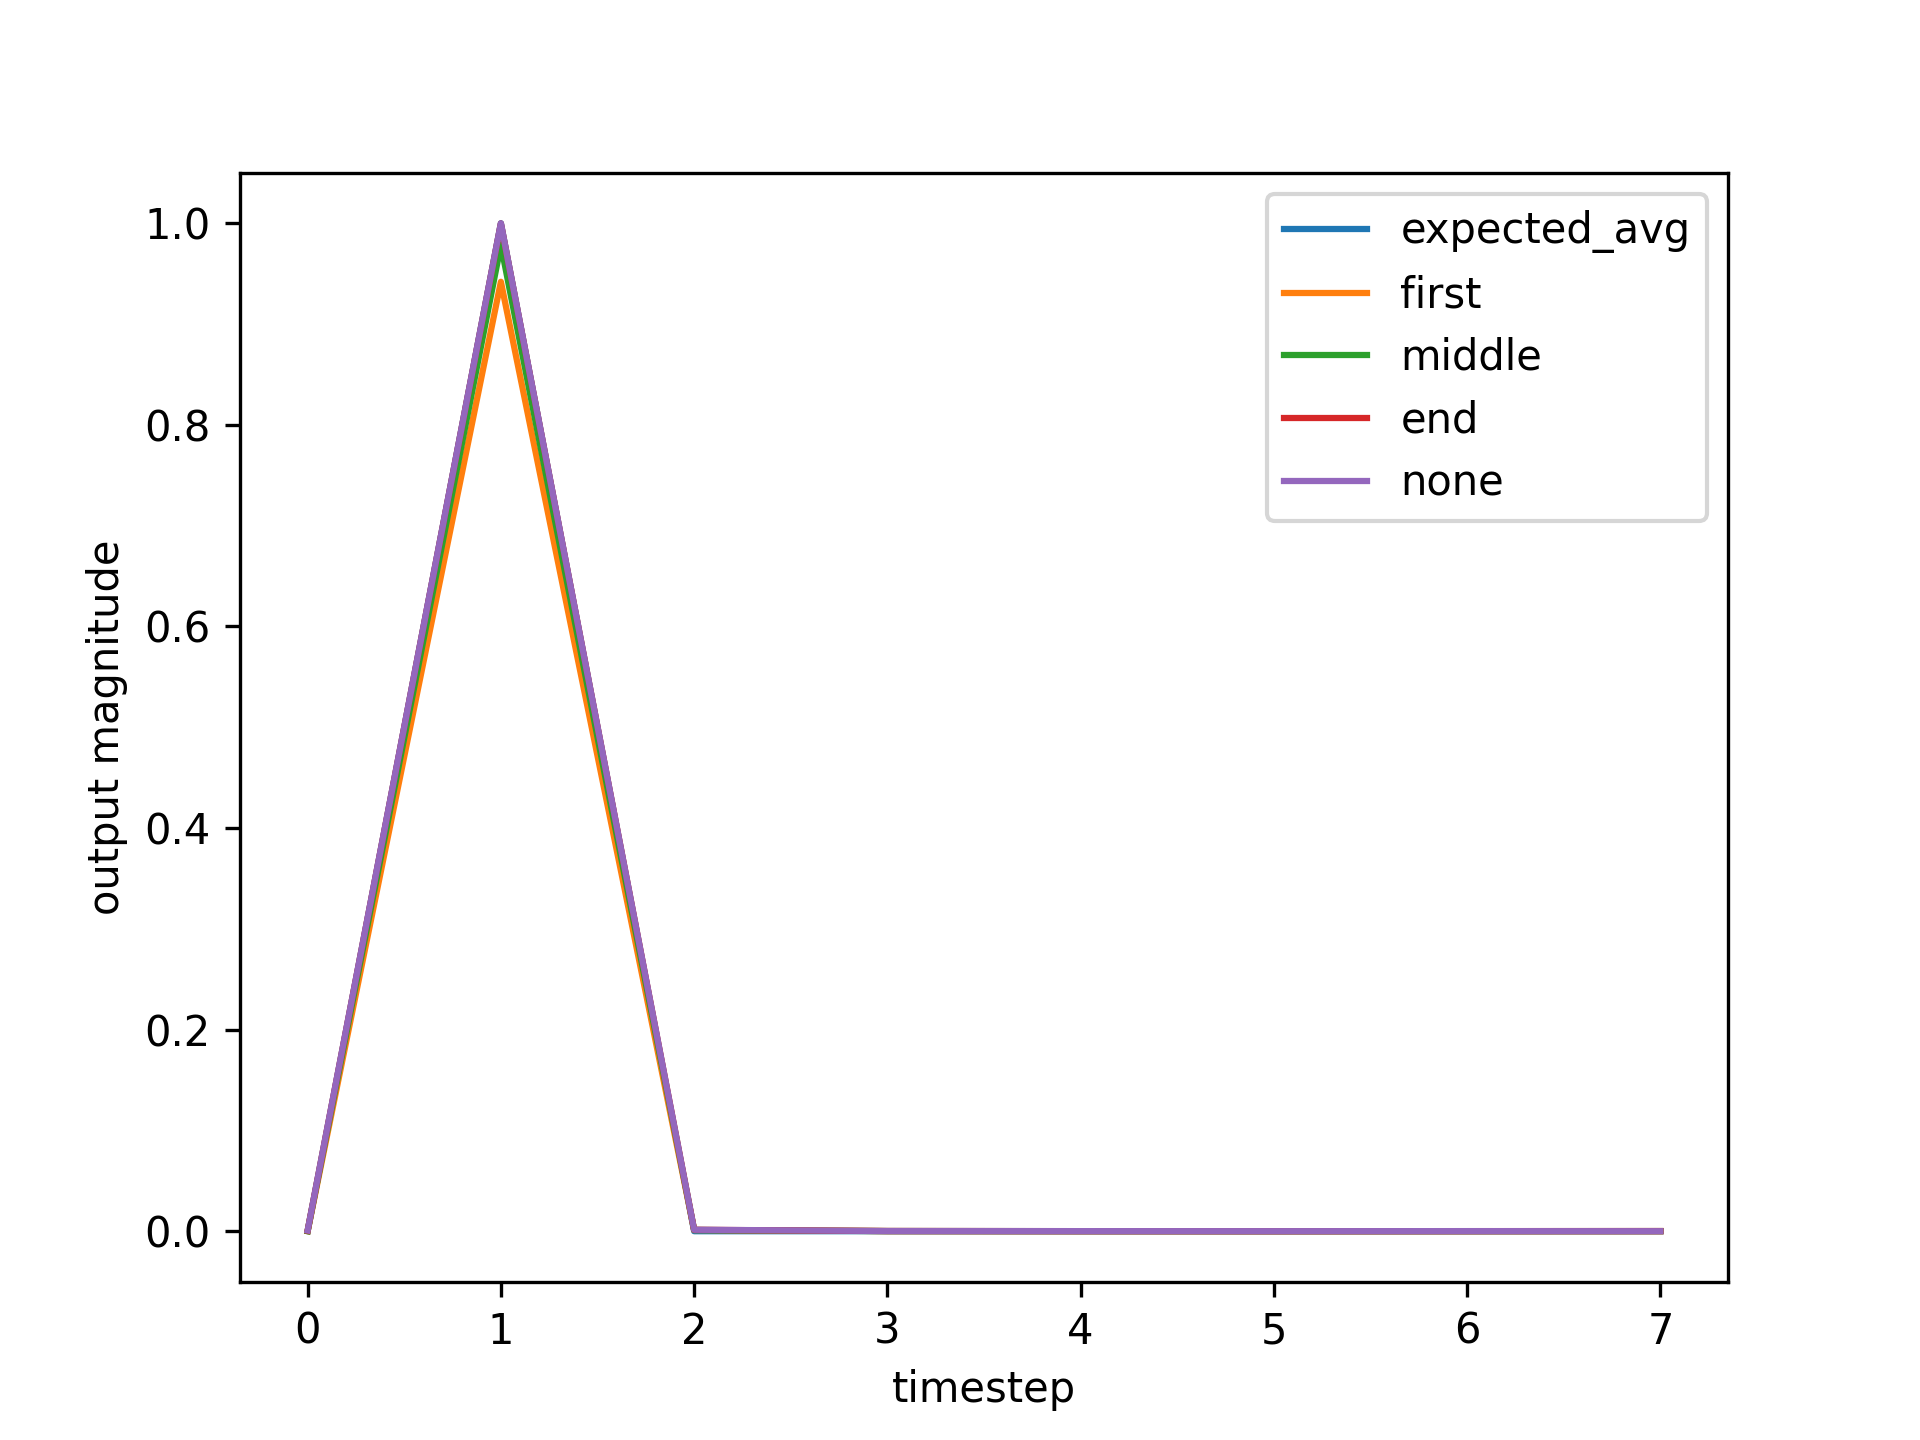 expected_avg
first
middle
end
none
output magnitude
1.0
0.8
0.6
0.4
0.2
0.0
0 1 2 3 4 5 6 7
timestep